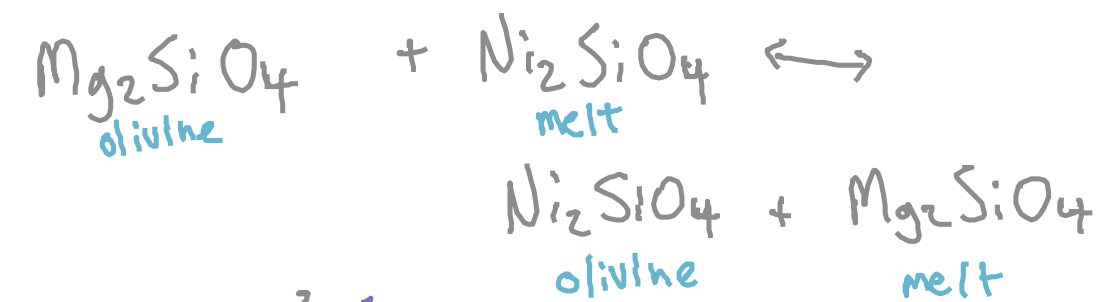 Mg₂SiO₄ + Ni₂SiO₄ ⟷
olivine melt
Ni₂SiO₄ + Mg₂SiO₄
olivine melt